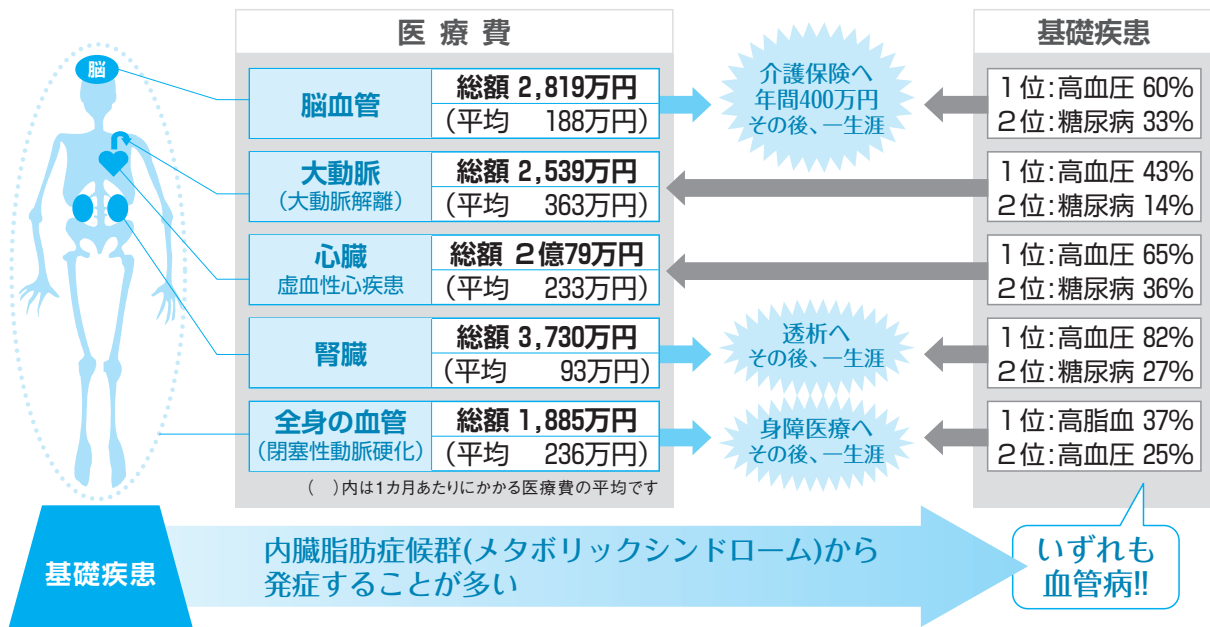 医療費
基礎疾患
脳
脳血管
総額 2,819万円
(平均 188万円)
介護保険へ
年間400万円
その後、一生涯
1位:高血圧 60%
2位:糖尿病 33%
大動脈
(大動脈解離)
総額 2,539万円
(平均 363万円)
1位:高血圧 43%
2位:糖尿病 14%
心臓
虚血性心疾患
総額 2億79万円
(平均 233万円)
1位:高血圧 65%
2位:糖尿病 36%
腎臓
総額 3,730万円
(平均 93万円)
透析へ
その後、一生涯
1位:高血圧 82%
2位:糖尿病 27%
全身の血管
(閉塞性動脈硬化)
総額 1,885万円
(平均 236万円)
身障医療へ
その後、一生涯
1位:高脂血 37%
2位:高血圧 25%
( )内は1カ月あたりにかかる医療費の平均です
基礎疾患
内臓脂肪症候群(メタボリックシンドローム)から
発症することが多い
いずれも
血管病!!